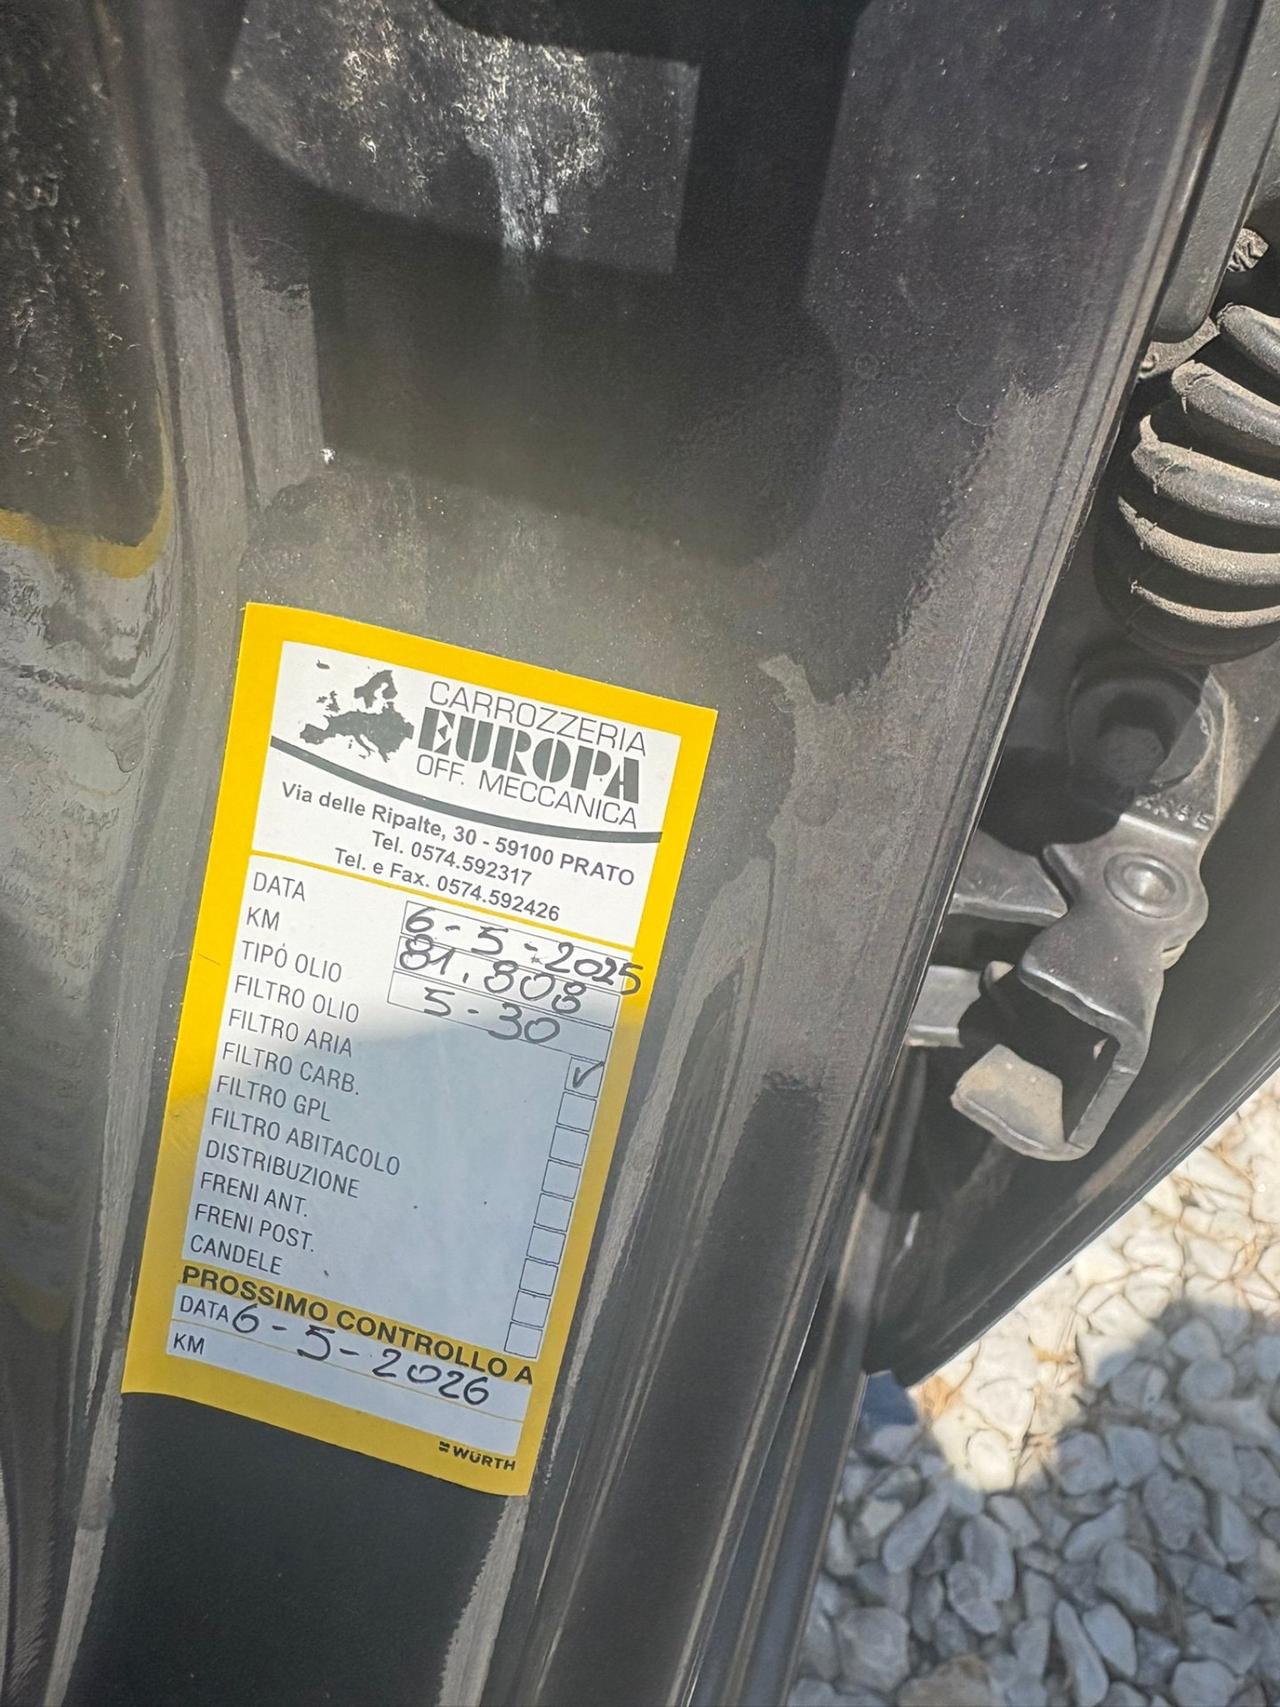 CARROZZERIA
EUROPA
OFF. MECCANICA
Via delle Ripalte, 30 - 59100 PRATO
Tel. 0574.592317
Tel. e Fax. 0574.592426
DATA 6-5-2025
KM 81.808
TIPO OLIO 5-30
FILTRO OLIO ✓
FILTRO ARIA
FILTRO CARB.
FILTRO GPL
FILTRO ABITACOLO
DISTRIBUZIONE
FRENI ANT.
FRENI POST.
CANDELE
PROSSIMO CONTROLLO A
DATA 6-5-2026
KM
WÜRTH